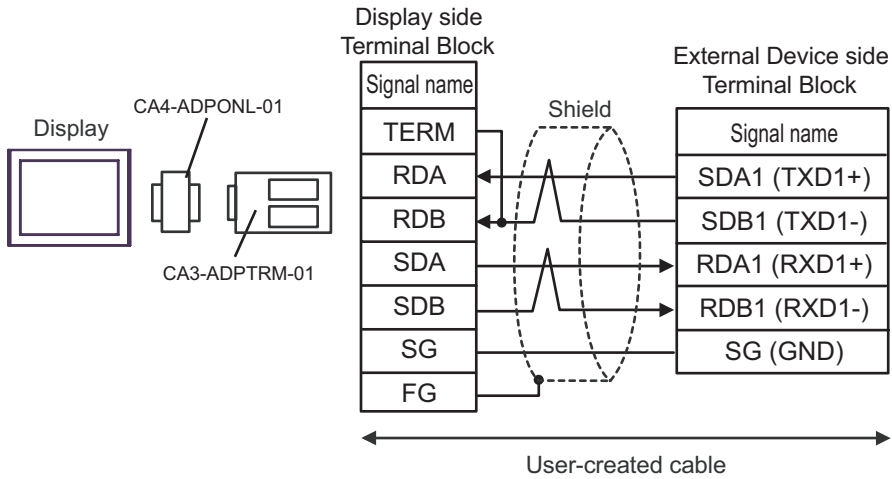 Display side
Terminal Block
External Device side
Terminal Block
Signal name
CA4-ADPONL-01
Shield
Display
TERM
Signal name
RDA
SDA1 (TXD1+)
RDB
SDB1 (TXD1-)
SDA
RDA1 (RXD1+)
CA3-ADPTRM-01
SDB
RDB1 (RXD1-)
SG
SG (GND)
FG
User-created cable